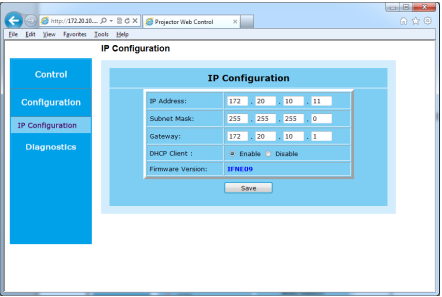 http://172.20.10....
Projector Web Control
File Edit View Favorites Tools Help
IP Configuration
Control
Configuration
IP Configuration
Diagnostics
IP Configuration
IP Address: 172 . 20 . 10 . 11
Subnet Mask: 255 . 255 . 255 . 0
Gateway: 172 . 20 . 10 . 1
DHCP Client : Enable Disable
Firmware Version: IFNE09
Save